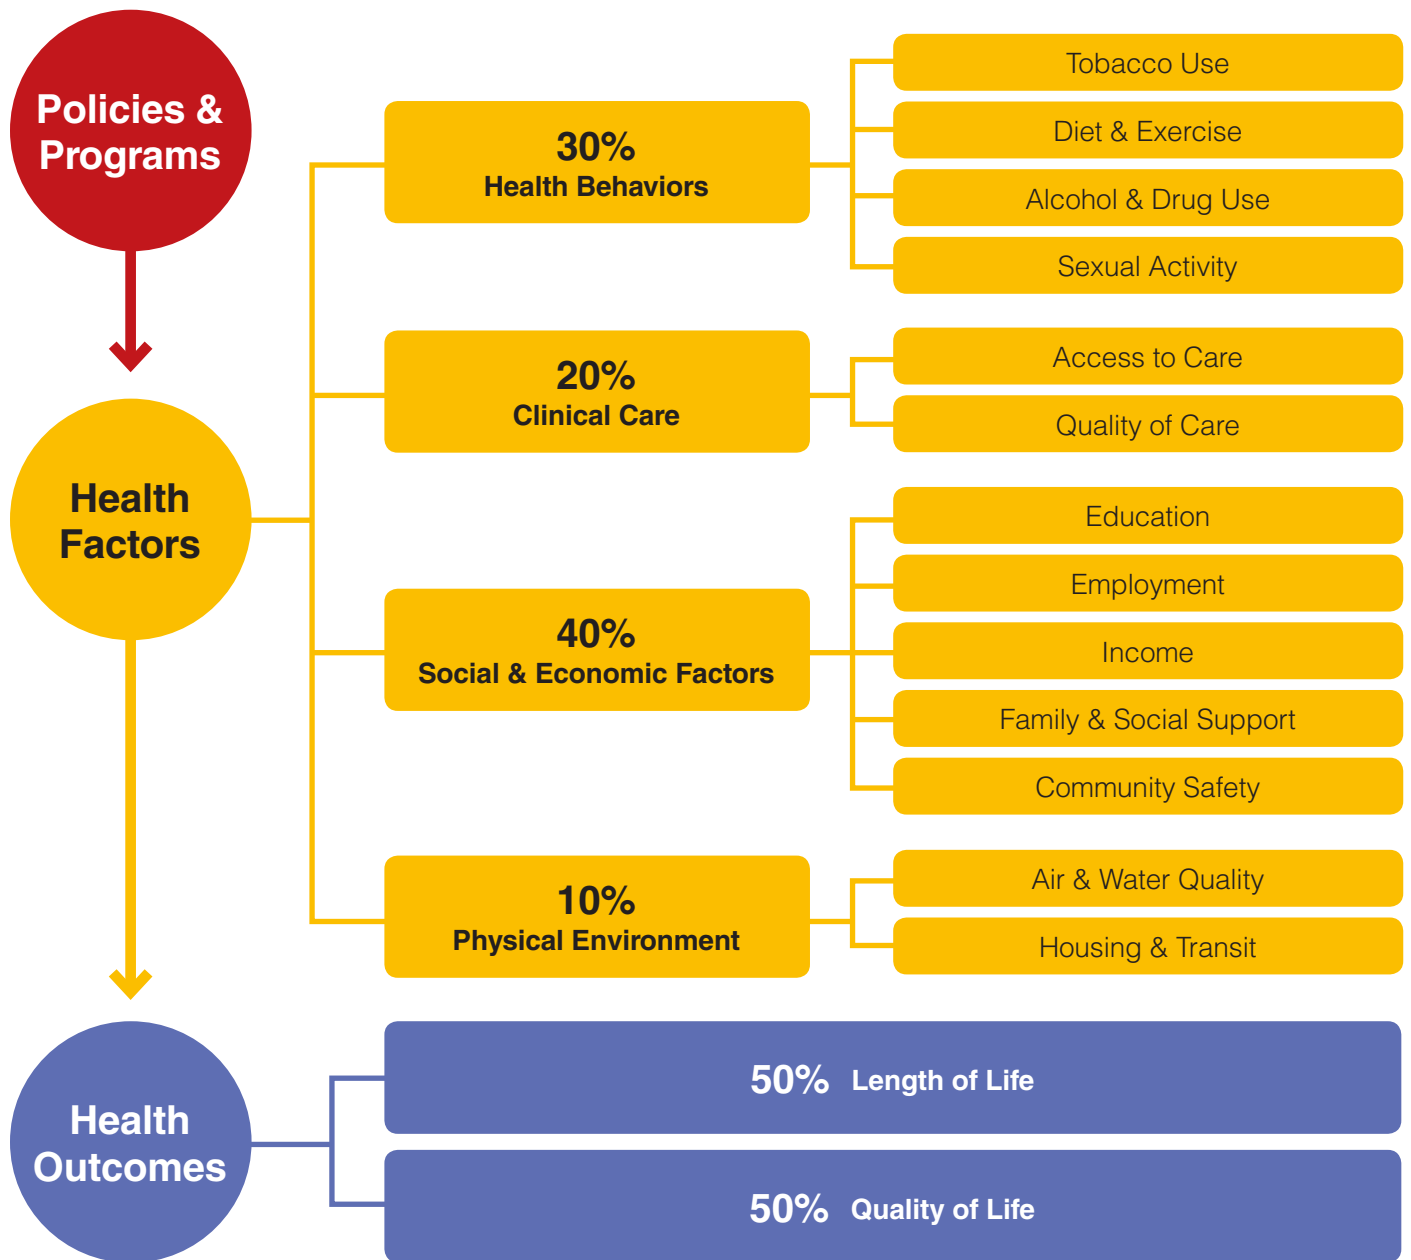 Policies &
Programs
30%
Health Behaviors
Tobacco Use
Diet & Exercise
Alcohol & Drug Use
Sexual Activity
Health
Factors
20%
Clinical Care
Access to Care
Quality of Care
40%
Social & Economic Factors
Education
Employment
Income
Family & Social Support
Community Safety
10%
Physical Environment
Air & Water Quality
Housing & Transit
Health
Outcomes
50% Length of Life
50% Quality of Life